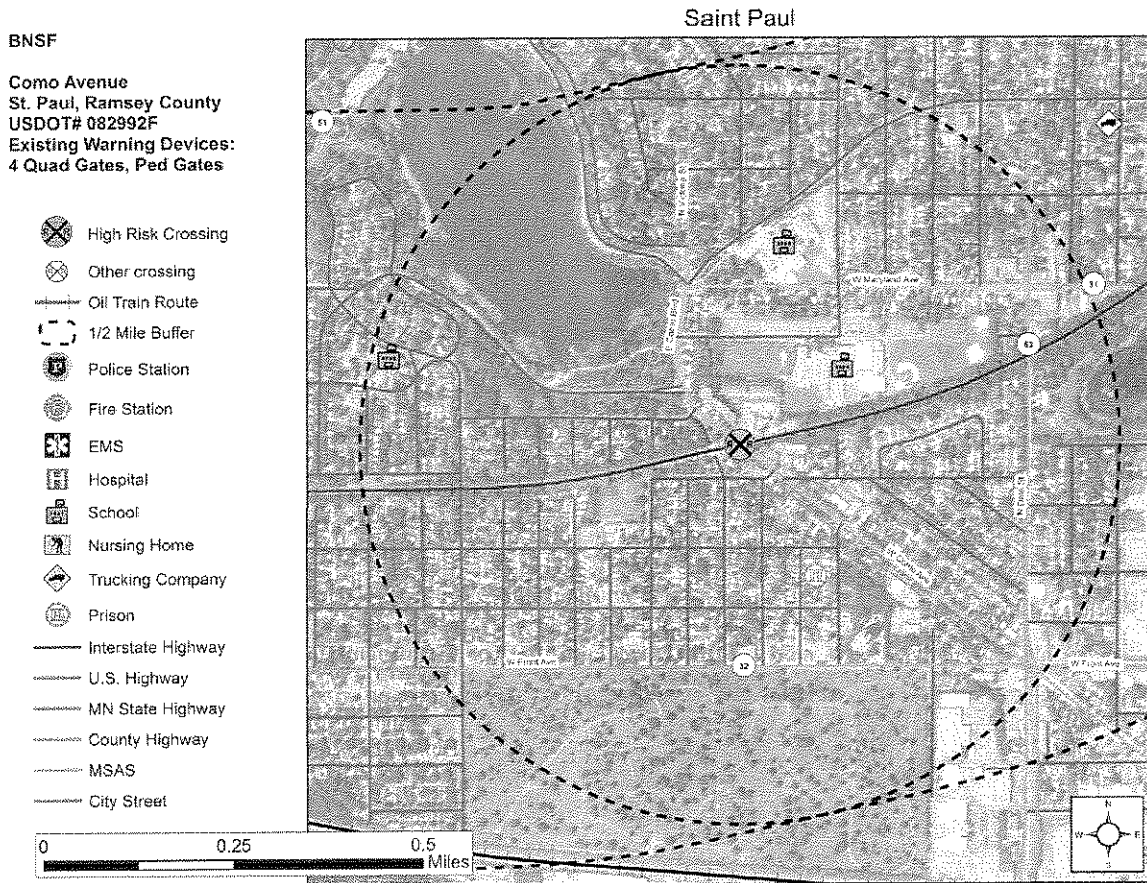 Saint Paul
BNSF
Como Avenue
St. Paul, Ramsey County
USDOT# 082992F
Existing Warning Devices:
4 Quad Gates, Ped Gates
High Risk Crossing
Other crossing
Oil Train Route
1/2 Mile Buffer
Police Station
Fire Station
EMS
H Hospital
School
Nursing Home
Trucking Company
Prison
Interstate Highway
U.S. Highway
MN State Highway
County Highway
MSAS
City Street
0 0.25 0.5
Miles
51
W Maryland Ave
31
53
W Front Ave
32
W Front Ave
N
W E
S